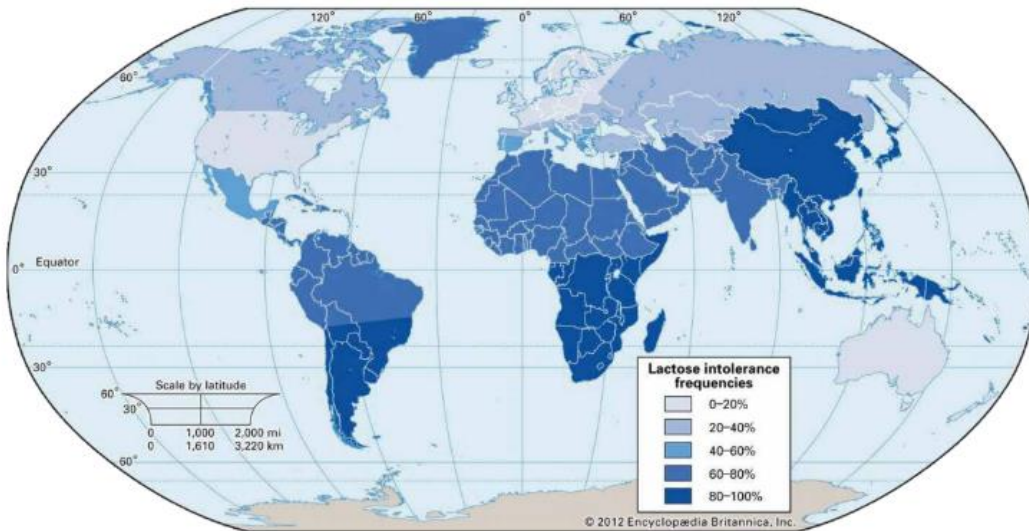 120° 60° 0° 60° 120°
60°
30°
0° Equator
30°
60°
Scale by latitude
60°
30°
0 1,000 2,000 mi
0 1,610 3,220 km
60°
Lactose intolerance
frequencies
0–20%
20–40%
40–60%
60–80%
80–100%
© 2012 Encyclopædia Britannica, Inc.